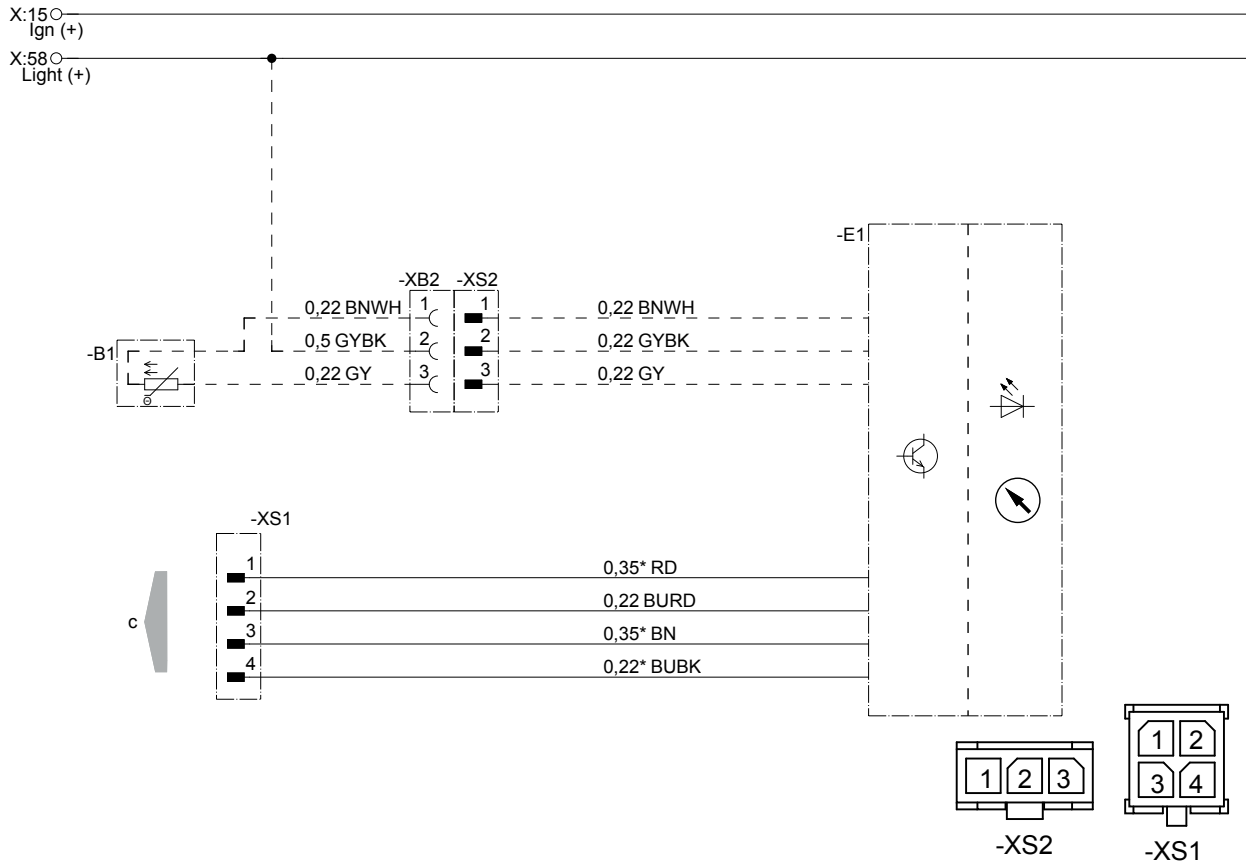 X:15
Ign (+)
X:58
Light (+)
-E1
-XB2 -XS2
0,22 BNWH 1 1 0,22 BNWH
0,5 GYBK 2 2 0,22 GYBK
-B1
0,22 GY 3 3 0,22 GY
-XS1
1 0,35* RD
2 0,22 BURD
c
3 0,35* BN
4 0,22* BUBK
1 2
1 2 3
3 4
-XS2
-XS1